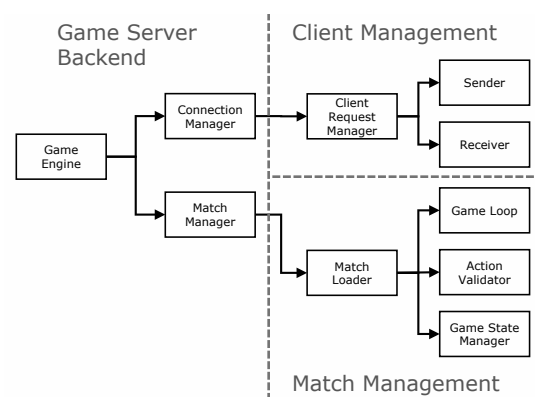 Game Server
Backend
Client Management
Sender
Connection
Manager
Client
Request
Manager
Receiver
Game
Engine
Match
Manager
Game Loop
Match
Loader
Action
Validator
Game State
Manager
Match Management